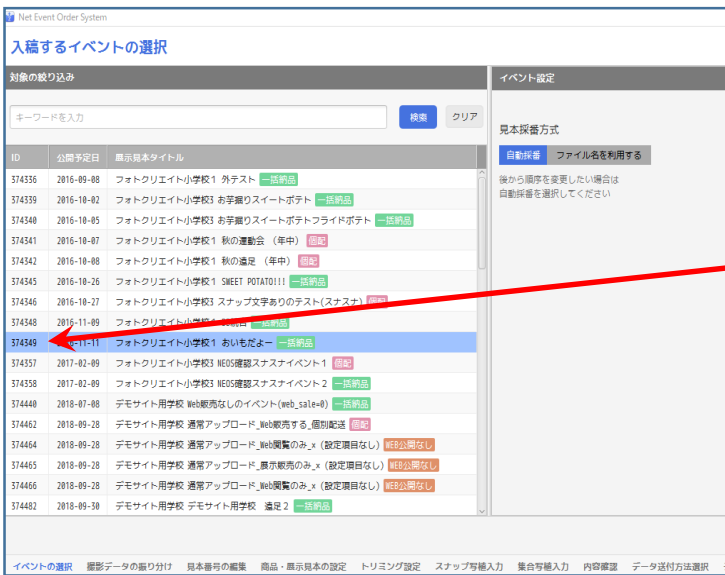 Net Event Order System
入稿するイベントの選択
対象の絞り込み
イベント設定
キーワードを入力
検索 クリア
見本採番方式
自動採番 ファイル名を利用する
後から順序を変更したい場合は
自動採番を選択してください
ID 公開予定日 展示見本タイトル
374336 2016-09-08 フォトクリエイト小学校1 外テスト 一括納品
374339 2016-10-02 フォトクリエイト小学校3 お芋掘りスイートポテト 一括納品
374340 2016-10-05 フォトクリエイト小学校3 お芋掘りスイートポテトフライドポテト 一括納品
374341 2016-10-07 フォトクリエイト小学校1 秋の運動会 (年中) 個配
374342 2016-10-08 フォトクリエイト小学校1 秋の遠足 (年中) 個配
374345 2016-10-26 フォトクリエイト小学校1 SWEET POTATO!!! 一括納品
374346 2016-10-27 フォトクリエイト小学校3 スナップ文字ありのテスト(スナスナ) 個配
374348 2016-11-09 フォトクリエイト小学校 一括納品
374349 11-11 フォトクリエイト小学校1 おいもだよー 一括納品
374357 2017-02-09 フォトクリエイト小学校3 NEOS確認スナスナイベント1 個配
374358 2017-02-09 フォトクリエイト小学校3 NEOS確認スナスナイベント2 一括納品
374440 2018-07-08 デモサイト用学校 Web販売なしのイベント(web_sale=0) 一括納品
374462 2018-09-28 デモサイト用学校 通常アップロード_Web販売する_個別配送 個配
374464 2018-09-28 デモサイト用学校 通常アップロード_Web閲覧のみ_x (設定項目なし) WEB公開なし
374465 2018-09-28 デモサイト用学校 通常アップロード_展示販売のみ_x (設定項目なし) WEB公開なし
374466 2018-09-28 デモサイト用学校 通常アップロード_Web閲覧のみ_x (設定項目なし) WEB公開なし
374482 2018-09-30 デモサイト用学校 デモサイト用学校 遠足2 一括納品
イベントの選択 撮影データの振り分け 見本番号の編集 商品・展示見本の設定 トリミング設定 スナップ写植入力 集合写植入力 内容確認 データ送付方法選択